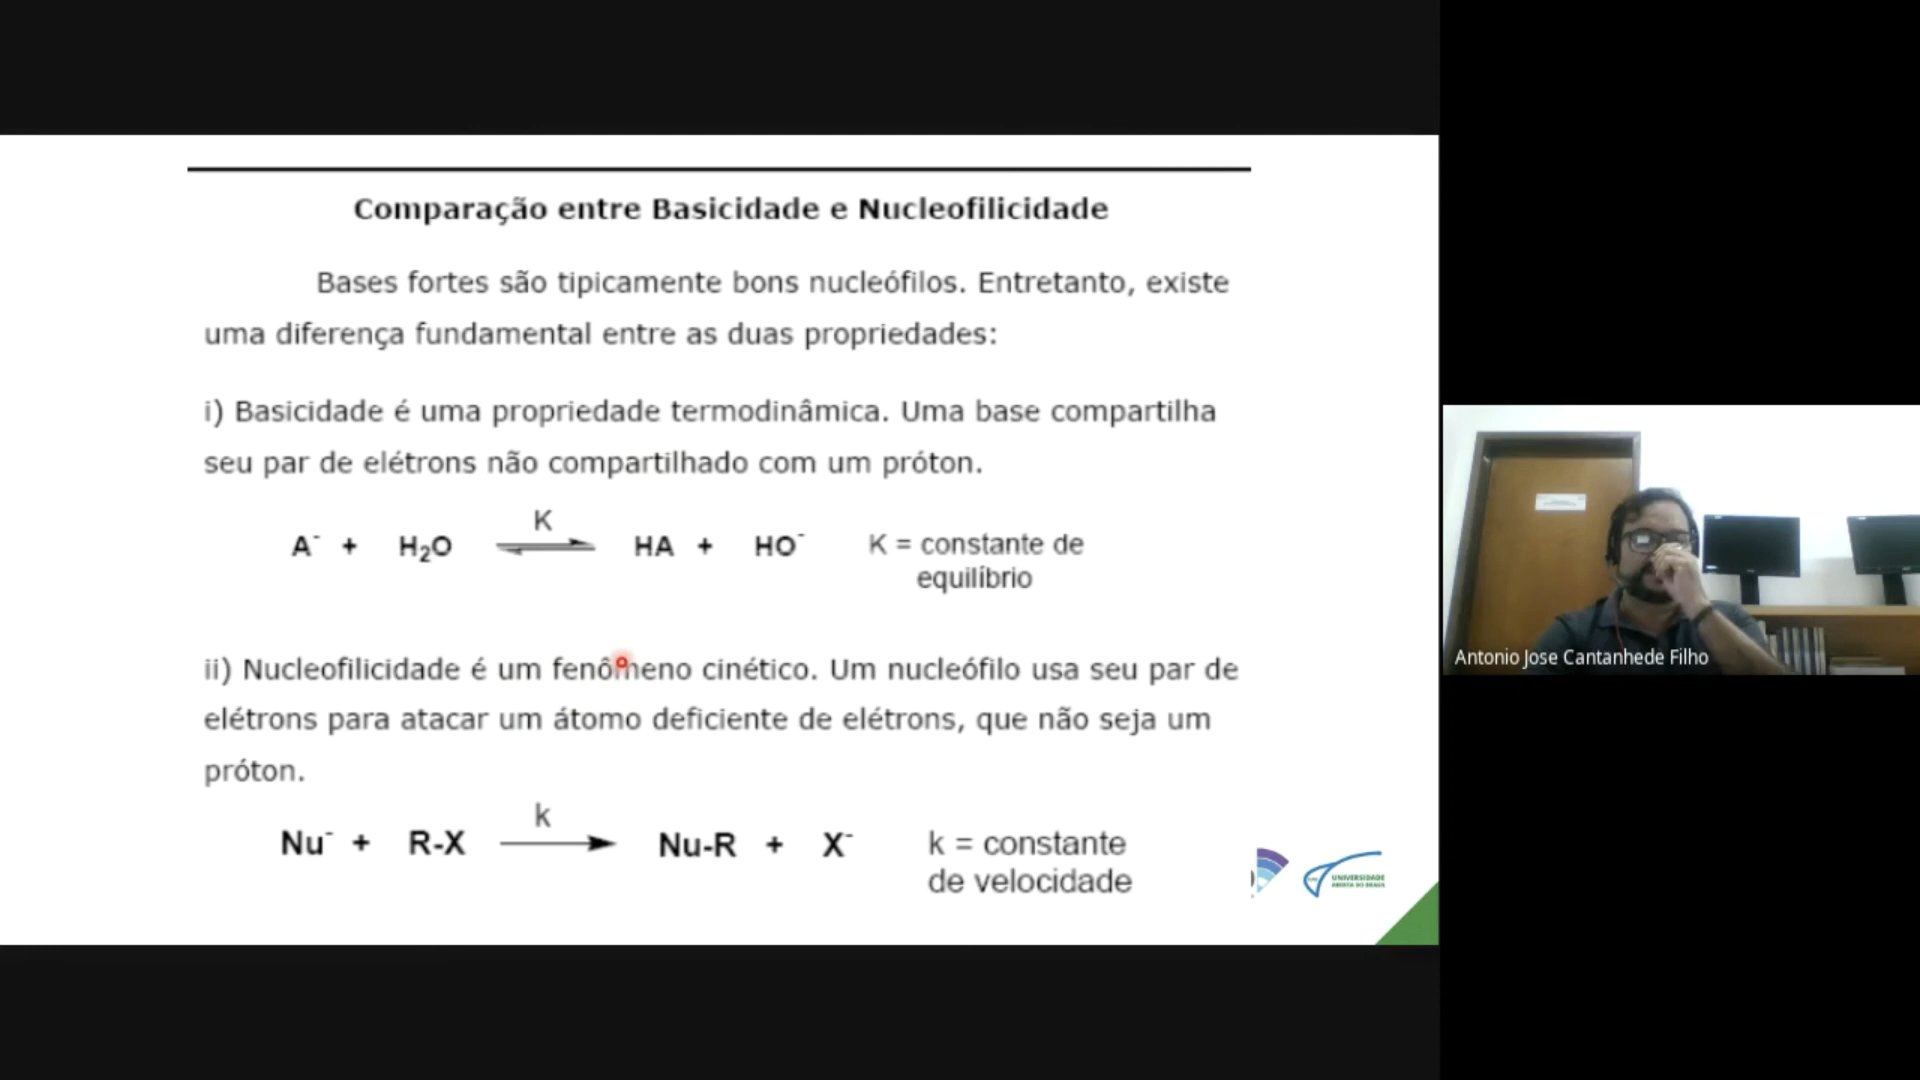 Comparação entre Basicidade e Nucleofilicidade
Bases fortes são tipicamente bons nucleófilos. Entretanto, existe
uma diferença fundamental entre as duas propriedades:
i) Basicidade é uma propriedade termodinâmica. Uma base compartilha
seu par de elétrons não compartilhado com um próton.
K
A⁻ + H₂O ⇌ HA + HO⁻
K = constante de
equilíbrio
ii) Nucleofilicidade é um fenômeno cinético. Um nucleófilo usa seu par de
elétrons para atacar um átomo deficiente de elétrons, que não seja um
próton.
k
Nu⁻ + R-X → Nu-R + X⁻
k = constante
de velocidade
UNIVERSIDADE
ABERTA DO BRASIL
Antonio Jose Cantanhede Filho